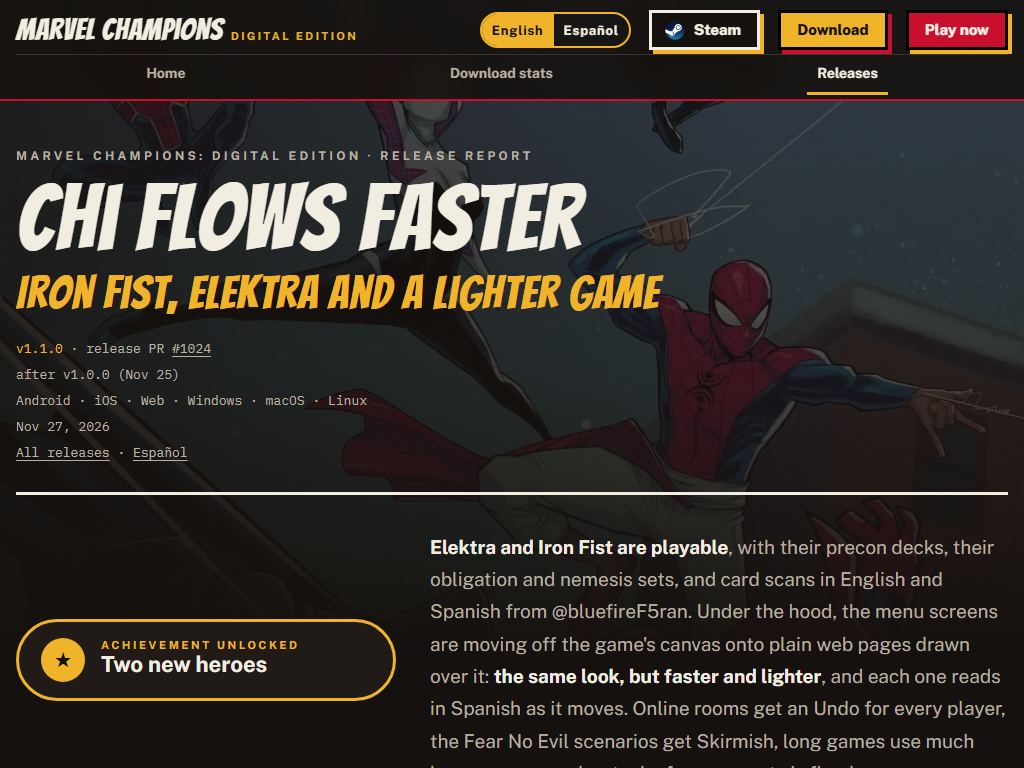 MARVEL CHAMPIONS DIGITAL EDITION
English Español
Steam
Download
Play now
Home
Download stats
Releases
MARVEL CHAMPIONS: DIGITAL EDITION · RELEASE REPORT
CHI FLOWS FASTER
IRON FIST, ELEKTRA AND A LIGHTER GAME
v1.1.0 · release PR #1024
after v1.0.0 (Nov 25)
Android · iOS · Web · Windows · macOS · Linux
Nov 27, 2026
All releases · Español
ACHIEVEMENT UNLOCKED
Two new heroes
Elektra and Iron Fist are playable, with their precon decks, their
obligation and nemesis sets, and card scans in English and
Spanish from @bluefireF5ran. Under the hood, the menu screens
are moving off the game's canvas onto plain web pages drawn
over it: the same look, but faster and lighter, and each one reads
in Spanish as it moves. Online rooms get an Undo for every player,
the Fear No Evil scenarios get Skirmish, long games use much